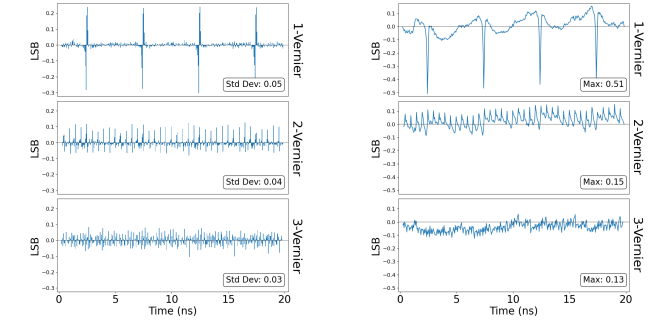 0.2
0.1
0.0
−0.1
−0.2
−0.3
LSB
Std Dev: 0.05
1-Vernier
0.2
0.1
0.0
−0.1
−0.2
−0.3
LSB
Std Dev: 0.04
2-Vernier
0.2
0.1
0.0
−0.1
−0.2
−0.3
LSB
Std Dev: 0.03
3-Vernier
0
5
10
15
20
Time (ns)
0.1
0.0
−0.1
−0.2
−0.3
−0.4
−0.5
LSB
Max: 0.51
1-Vernier
0.1
0.0
−0.1
−0.2
−0.3
−0.4
−0.5
LSB
Max: 0.15
2-Vernier
0.1
0.0
−0.1
−0.2
−0.3
−0.4
−0.5
LSB
Max: 0.13
3-Vernier
0
5
10
15
20
Time (ns)